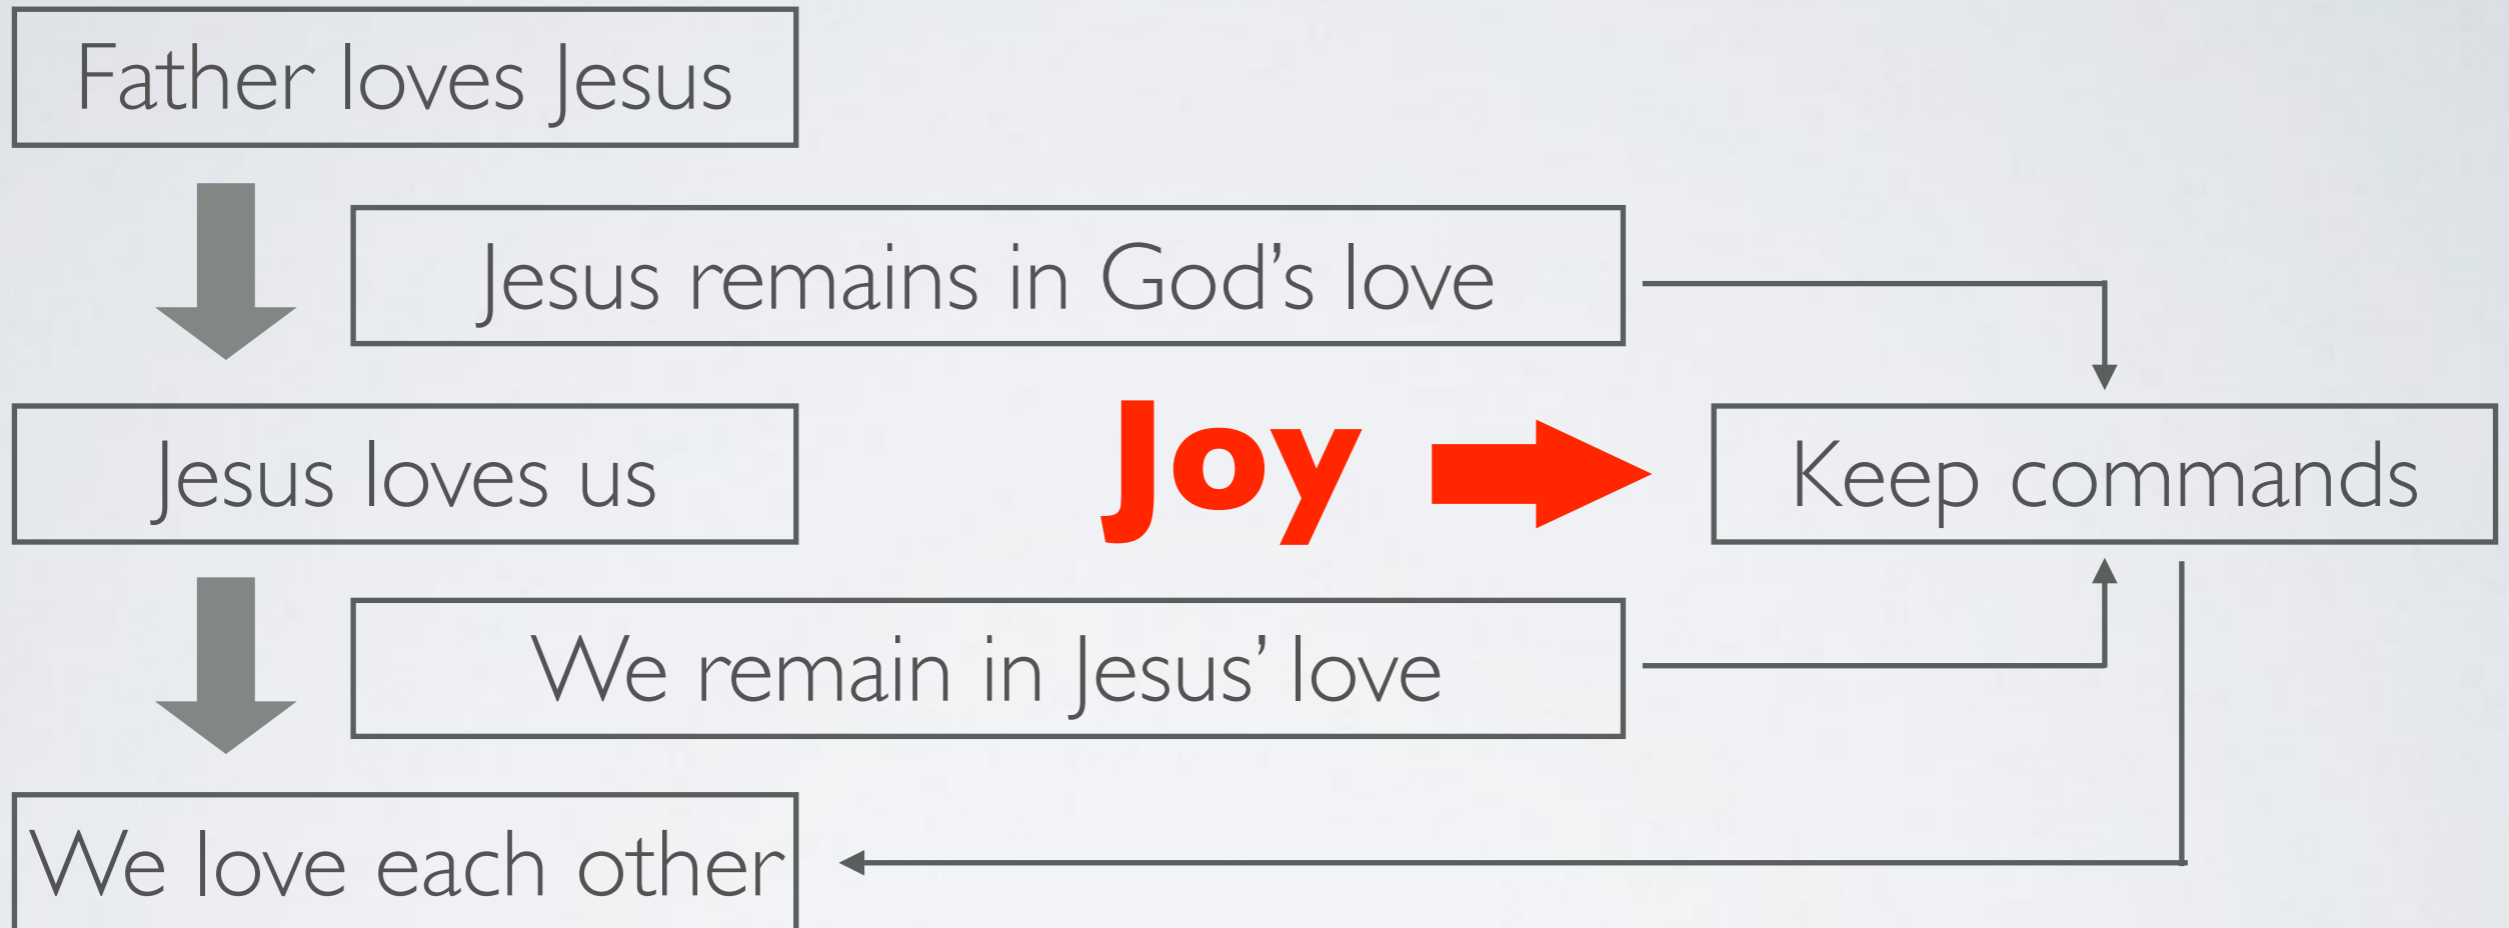 Father loves Jesus
Jesus remains in God’s love
Jesus loves us
Joy
Keep commands
We remain in Jesus’ love
We love each other